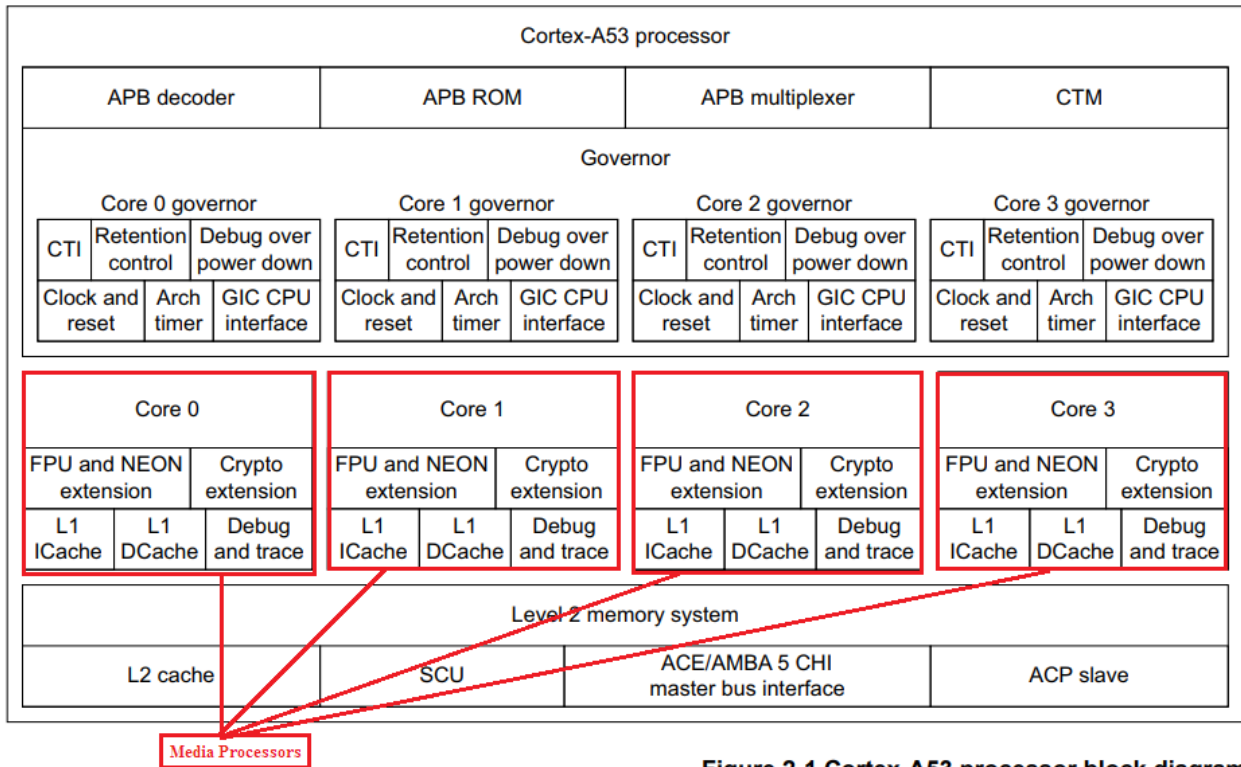 Cortex-A53 processor
APB decoder APB ROM APB multiplexer CTM
Governor
Core 0 governor Core 1 governor Core 2 governor Core 3 governor
CTI Retention control Debug over power down CTI Retention control Debug over power down CTI Retention control Debug over power down CTI Retention control Debug over power down
Clock and reset Arch timer GIC CPU interface Clock and reset Arch timer GIC CPU interface Clock and reset Arch timer GIC CPU interface Clock and reset Arch timer GIC CPU interface
Core 0 Core 1 Core 2 Core 3
FPU and NEON extension Crypto extension FPU and NEON extension Crypto extension FPU and NEON extension Crypto extension FPU and NEON extension Crypto extension
L1 ICache L1 DCache Debug and trace L1 ICache L1 DCache Debug and trace L1 ICache L1 DCache Debug and trace L1 ICache L1 DCache Debug and trace
Level 2 memory system
L2 cache SCU ACE/AMBA 5 CHI master bus interface ACP slave
Media Processors
Figure 2-1 Cortex-A53 processor block diagram